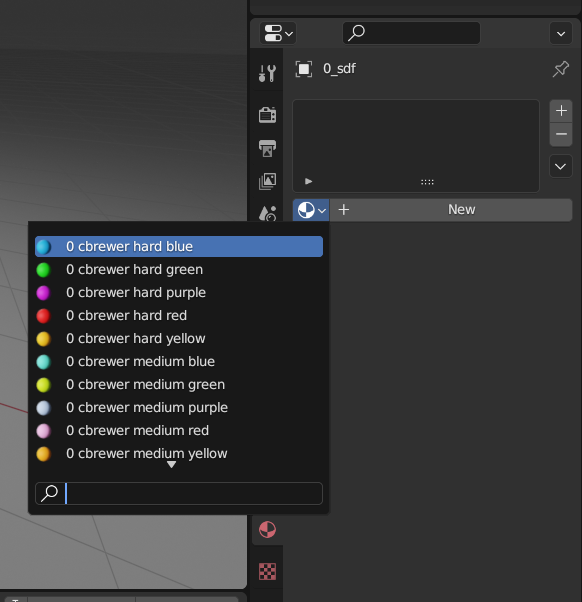 0_sdf
New
0 cbrewer hard blue
0 cbrewer hard green
0 cbrewer hard purple
0 cbrewer hard red
0 cbrewer hard yellow
0 cbrewer medium blue
0 cbrewer medium green
0 cbrewer medium purple
0 cbrewer medium red
0 cbrewer medium yellow